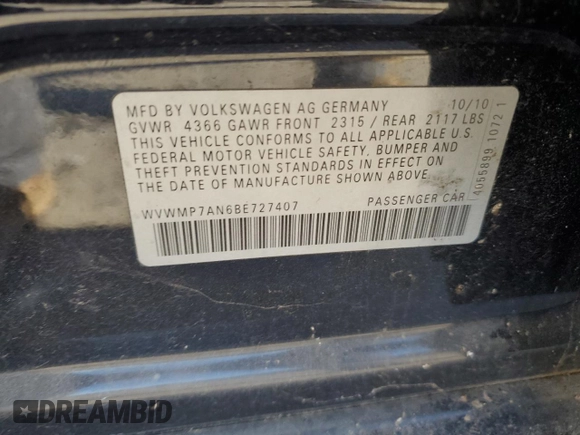 MFD BY VOLKSWAGEN AG GERMANY 10/10
GVWR 4366 GAWR FRONT 2315 / REAR 2117 LBS
THIS VEHICLE CONFORMS TO ALL APPLICABLE U.S.
FEDERAL MOTOR VEHICLE SAFETY, BUMPER AND
THEFT PREVENTION STANDARDS IN EFFECT ON
THE DATE OF MANUFACTURE SHOWN ABOVE.
WVWMP7AN6BE727407 PASSENGER CAR
4055899 1072 1
DREAMBID